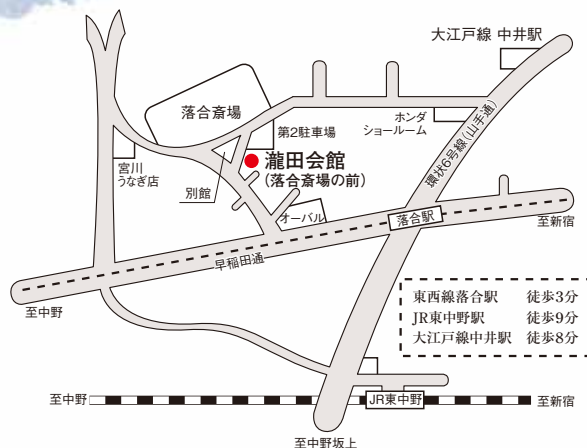 大江戸線 中井駅
落合斎場
環状6号線(山手通)
ホンダ
ショールーム
第2駐車場
瀧田会館
(落合斎場の前)
宮川
うなぎ店
別館
オーバル
落合駅
至新宿
早稲田通
至中野
東西線落合駅 徒歩3分
JR東中野駅 徒歩9分
大江戸線中井駅 徒歩8分
至中野
JR東中野
至新宿
至中野坂上